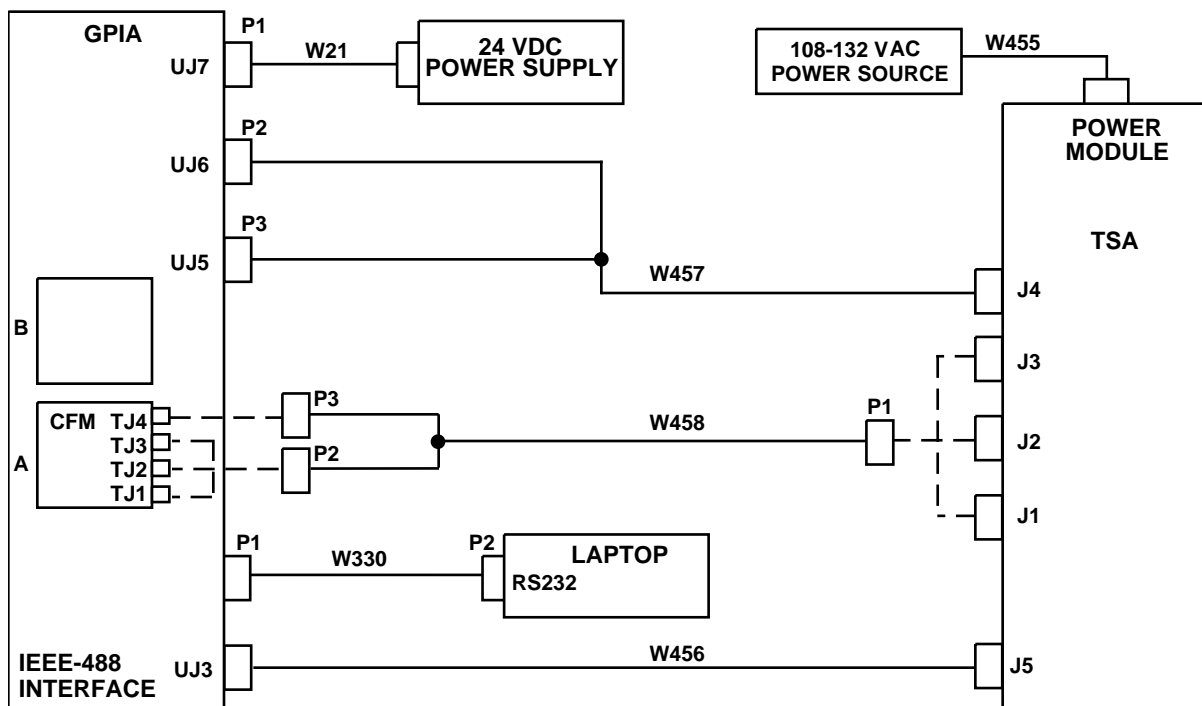 GPIA
P1
UJ7
W21
24 VDC
POWER SUPPLY
108-132 VAC
POWER SOURCE
W455
POWER
MODULE
TSA
P2
UJ6
P3
UJ5
W457
J4
B
J3
CFM
TJ4
TJ3
TJ2
TJ1
A
P3
P2
W458
P1
J2
J1
P1
W330
P2
LAPTOP
RS232
IEEE-488
INTERFACE
UJ3
W456
J5